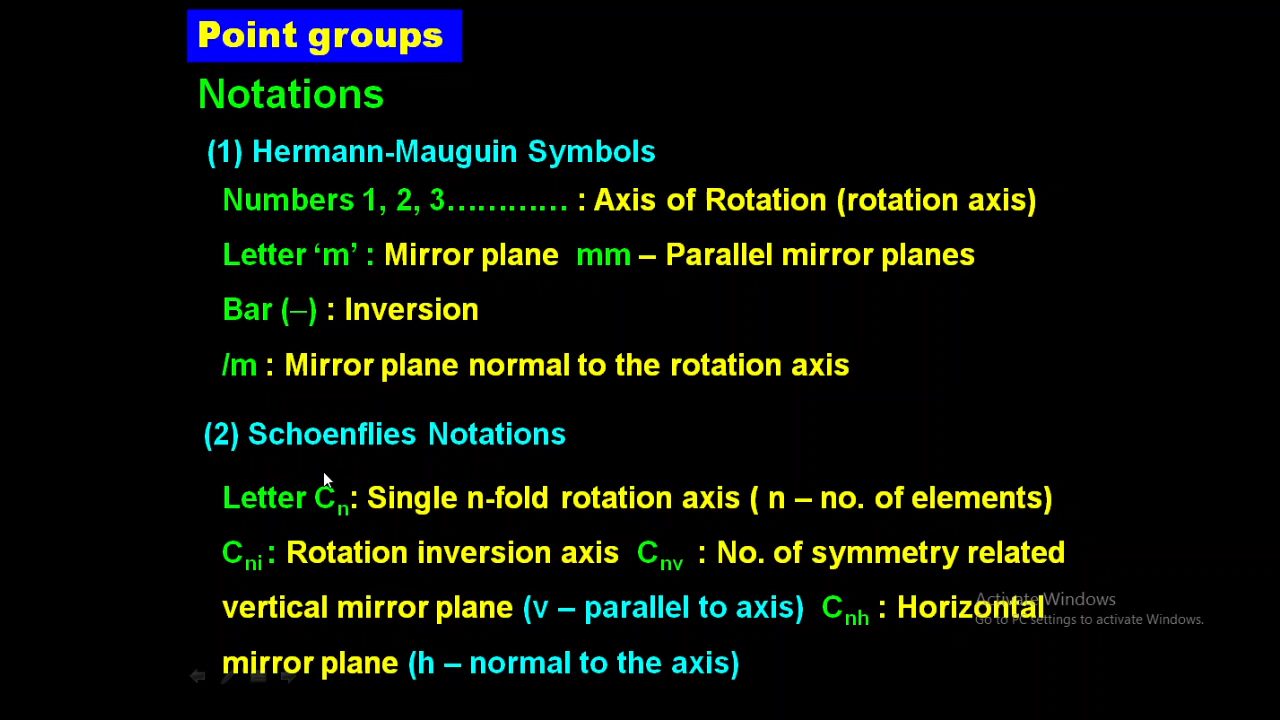 Point groups
Notations
(1) Hermann-Mauguin Symbols
Numbers 1, 2, 3………… : Axis of Rotation (rotation axis)
Letter ‘m’ : Mirror plane mm – Parallel mirror planes
Bar (–) : Inversion
/m : Mirror plane normal to the rotation axis
(2) Schoenflies Notations
Letter Cn: Single n-fold rotation axis ( n – no. of elements)
Cni : Rotation inversion axis Cnv : No. of symmetry related
vertical mirror plane (v – parallel to axis) Cnh : Horizontal
mirror plane (h – normal to the axis)
Activate Windows
Go to PC settings to activate Windows.